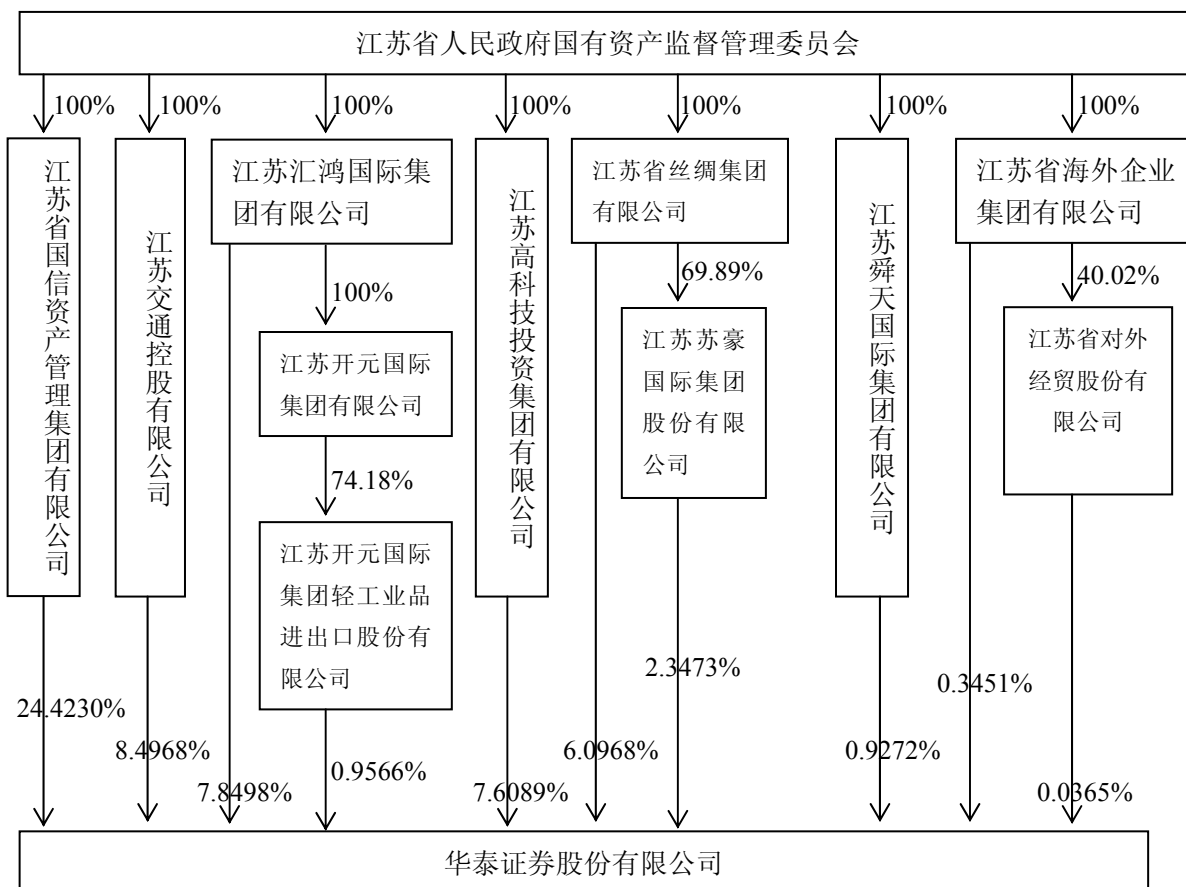 江苏省人民政府国有资产监督管理委员会
100%
100%
100%
100%
100%
100%
100%
江苏省国信资产管理集团有限公司
江苏交通控股有限公司
江苏汇鸿国际集
团有限公司
江苏高科技投资集团有限公司
江苏省丝绸集团
有限公司
江苏舜天国际集团有限公司
江苏省海外企业
集团有限公司
100%
69.89%
40.02%
江苏开元国际
集团有限公司
江苏苏豪
国际集团
股份有限
公司
江苏省对外
经贸股份有
限公司
74.18%
江苏开元国际
集团轻工业品
进出口股份有
限公司
24.4230%
8.4968%
7.8498%
0.9566%
7.6089%
6.0968%
2.3473%
0.9272%
0.3451%
0.0365%
华泰证券股份有限公司